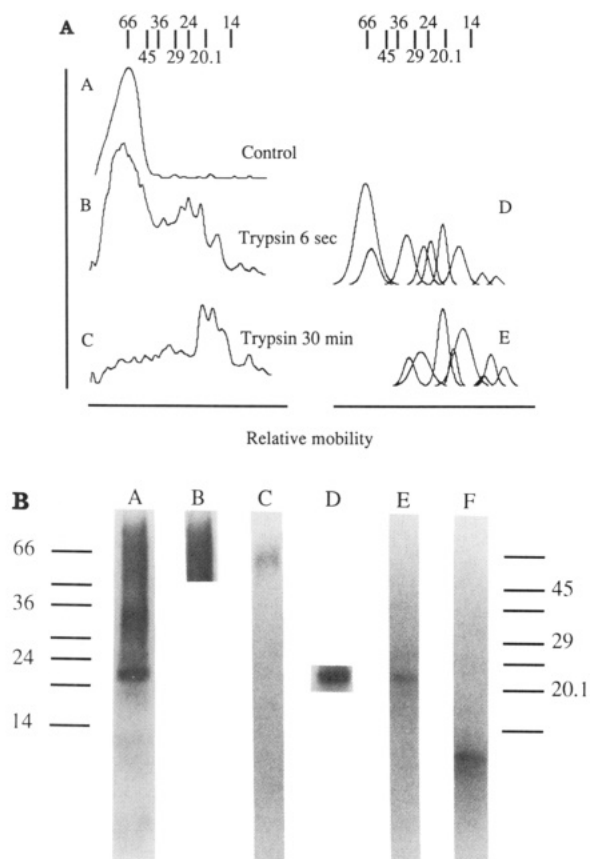 A
66 36 24 14
45 29 20.1
66 36 24 14
45 29 20.1
A
Control
B
Trypsin 6 sec
D
C
Trypsin 30 min
E
Relative mobility
B
A B C D E F
66
36
24
14
45
29
20.1